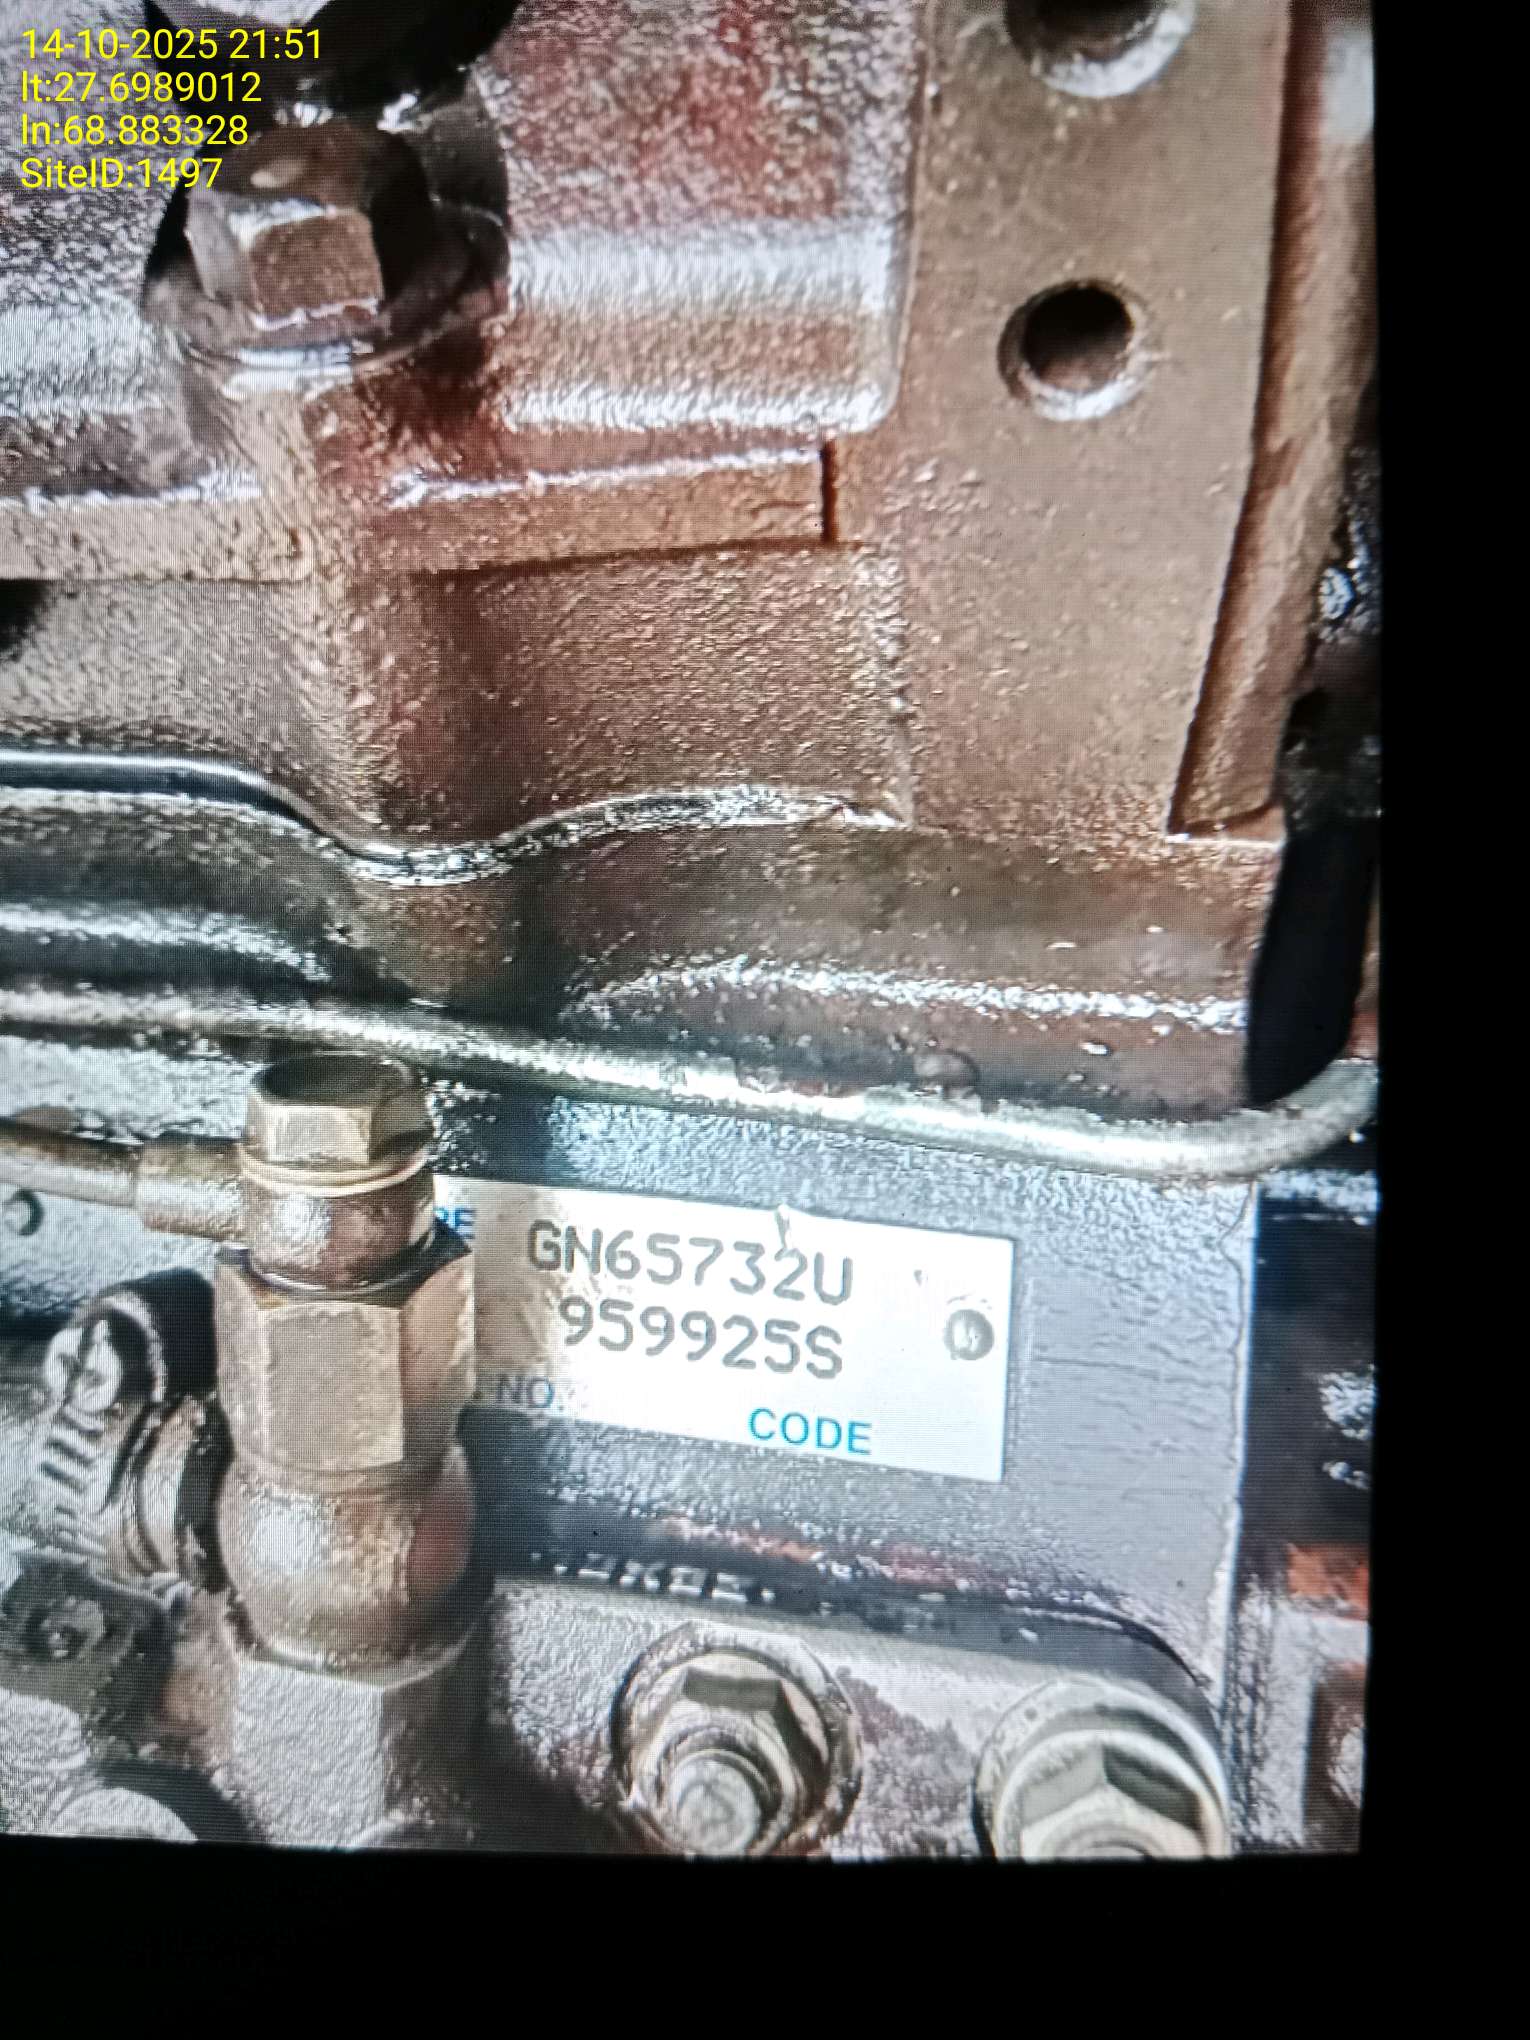 14-10-2025 21:51
lt:27.6989012
ln:68.883328
SiteID:1497
GN65732U
959925S
NO.
CODE